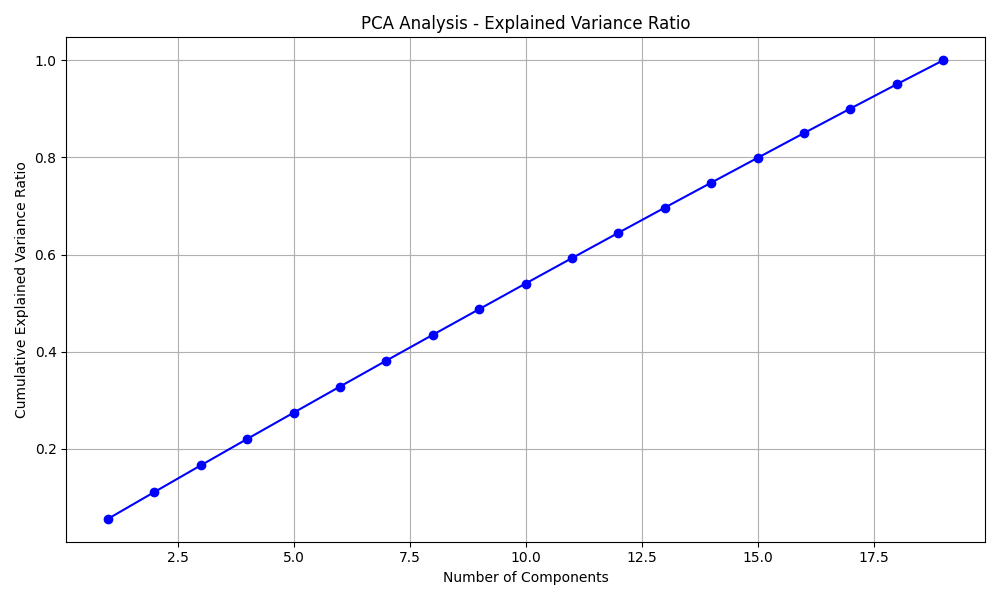 PCA Analysis - Explained Variance Ratio
Cumulative Explained Variance Ratio
1.0
0.8
0.6
0.4
0.2
2.5 5.0 7.5 10.0 12.5 15.0 17.5
Number of Components